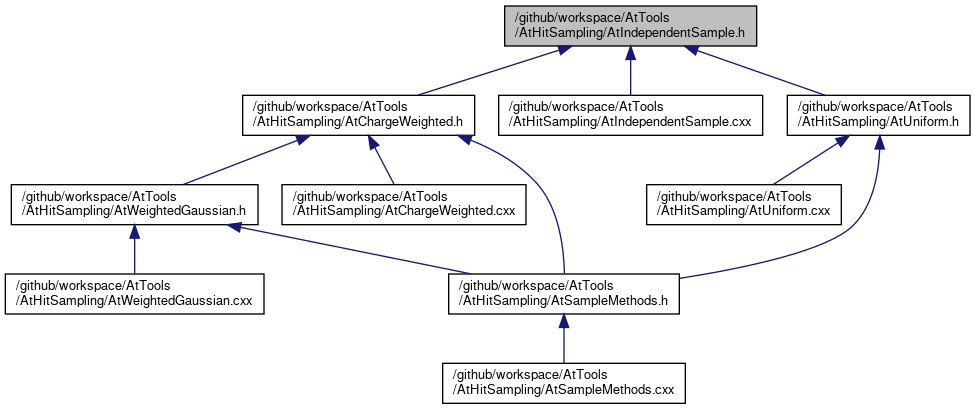 /github/workspace/AtTools
/AtHitSampling/AtIndependentSample.h
/github/workspace/AtTools
/AtHitSampling/AtChargeWeighted.h
/github/workspace/AtTools
/AtHitSampling/AtIndependentSample.cxx
/github/workspace/AtTools
/AtHitSampling/AtUniform.h
/github/workspace/AtTools
/AtHitSampling/AtWeightedGaussian.h
/github/workspace/AtTools
/AtHitSampling/AtChargeWeighted.cxx
/github/workspace/AtTools
/AtHitSampling/AtUniform.cxx
/github/workspace/AtTools
/AtHitSampling/AtWeightedGaussian.cxx
/github/workspace/AtTools
/AtHitSampling/AtSampleMethods.h
/github/workspace/AtTools
/AtHitSampling/AtSampleMethods.cxx